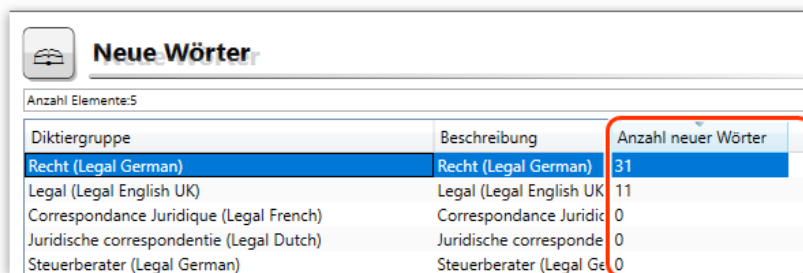 Neue Wörter
Anzahl Elemente:5
Diktiergruppe Beschreibung Anzahl neuer Wörter
Recht (Legal German) Recht (Legal German) 31
Legal (Legal English UK) Legal (Legal English UK 11
Correspondance Juridique (Legal French) Correspondance Juridic 0
Juridische correspondentie (Legal Dutch) Juridische corresponde 0
Steuerberater (Legal German) Steuerberater (Legal Ge 0